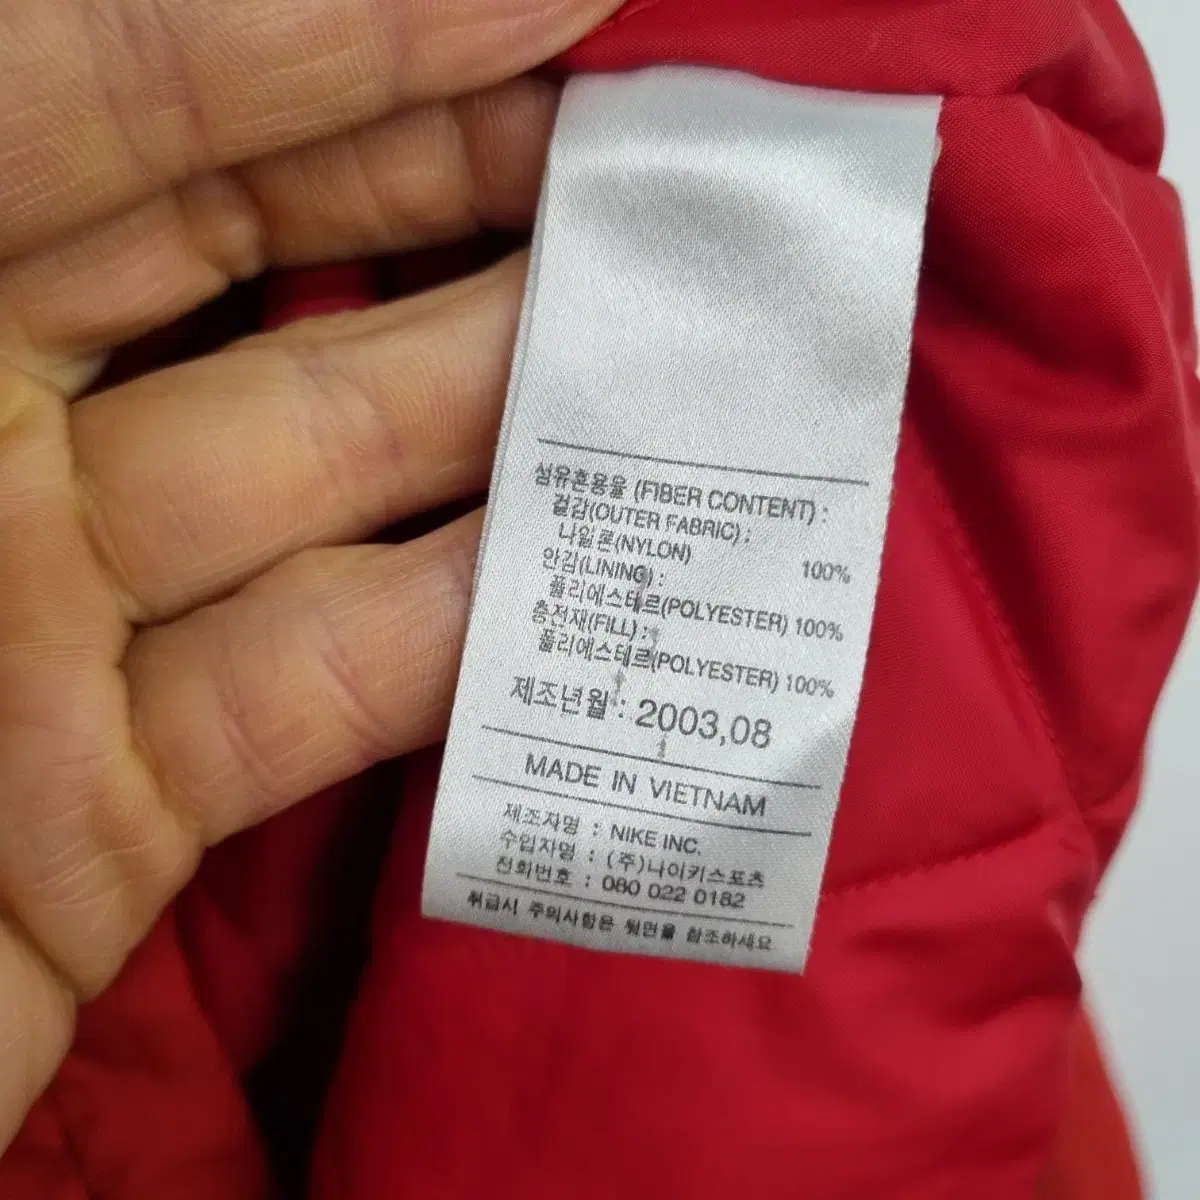 섬유혼용율 (FIBER CONTENT) :
겉감(OUTER FABRIC) ;
나일론(NYLON) 100%
안감(LINING) :
폴리에스테르(POLYESTER) 100%
충전재(FILL) :
폴리에스테르(POLYESTER) 100%
제조년월 : 2003,08
MADE IN VIETNAM
제조자명 : NIKE INC.
수입자명 : (주)나이키스포츠
전화번호 : 080 022 0182
취급시 주의사항은 뒷면을 참조하세요